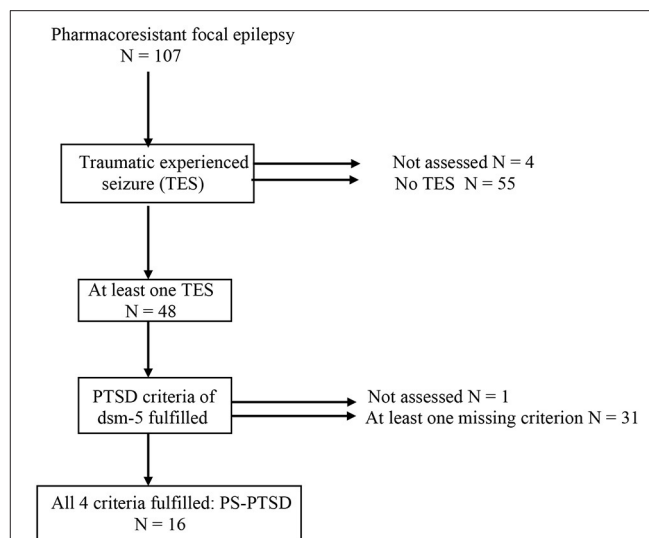 Pharmacoresistant focal epilepsy
N = 107
Traumatic experienced
seizure (TES)
Not assessed N = 4
No TES N = 55
At least one TES
N = 48
PTSD criteria of
dsm-5 fulfilled
Not assessed N = 1
At least one missing criterion N = 31
All 4 criteria fulfilled: PS-PTSD
N = 16